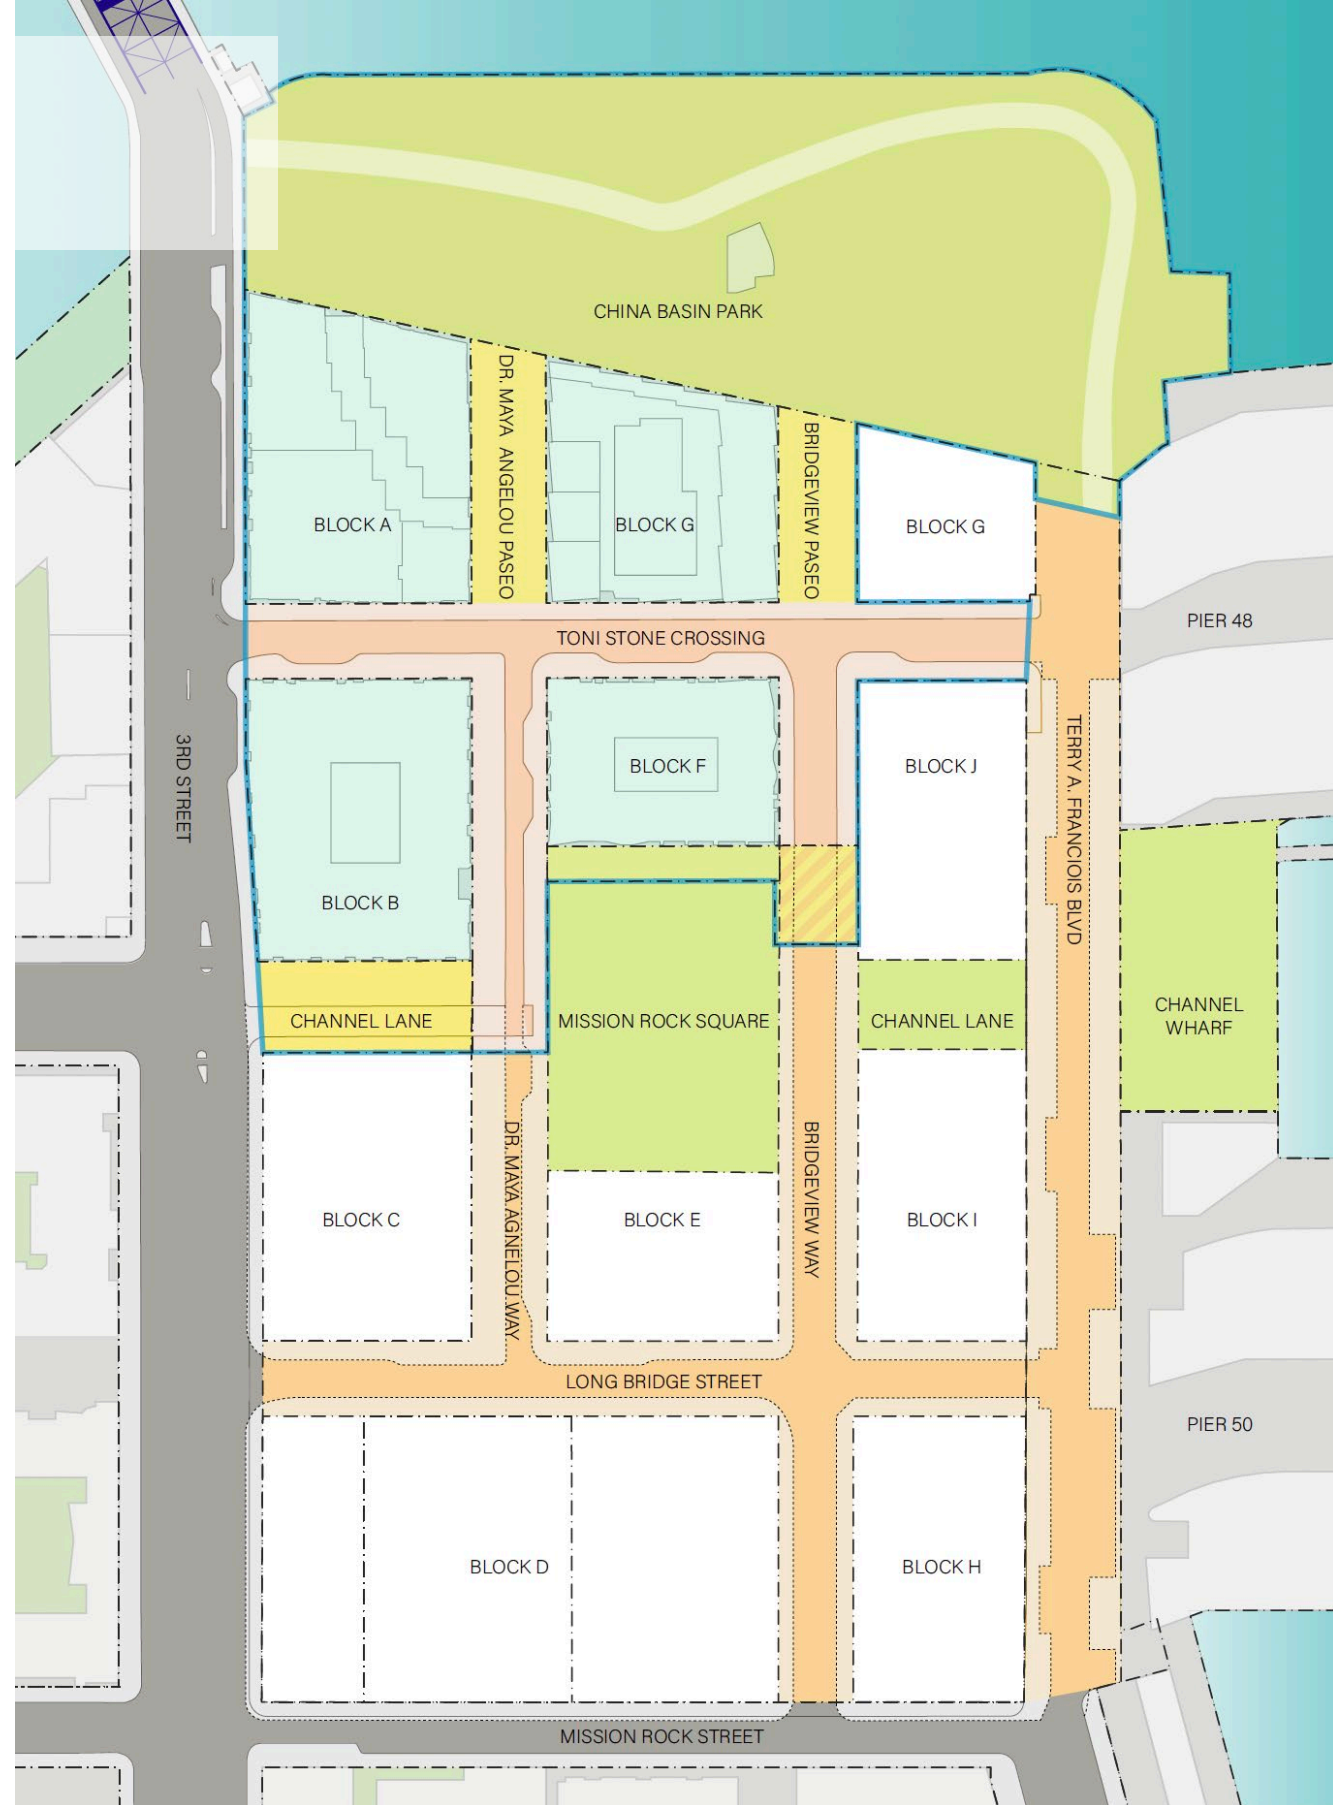 CHINA BASIN PARK
DR. MAYA ANGELOU PASEO
BRIDGEVIEW PASEO
BLOCK A
BLOCK G
BLOCK G
PIER 48
TONI STONE CROSSING
3RD STREET
TERRY A. FRANCIOIS BLVD
BLOCK F
BLOCK J
BLOCK B
CHANNEL LANE
MISSION ROCK SQUARE
CHANNEL LANE
CHANNEL
WHARF
DR. MAYA AGNELOU WAY
BRIDGEVIEW WAY
BLOCK C
BLOCK E
BLOCK I
LONG BRIDGE STREET
PIER 50
BLOCK D
BLOCK H
MISSION ROCK STREET